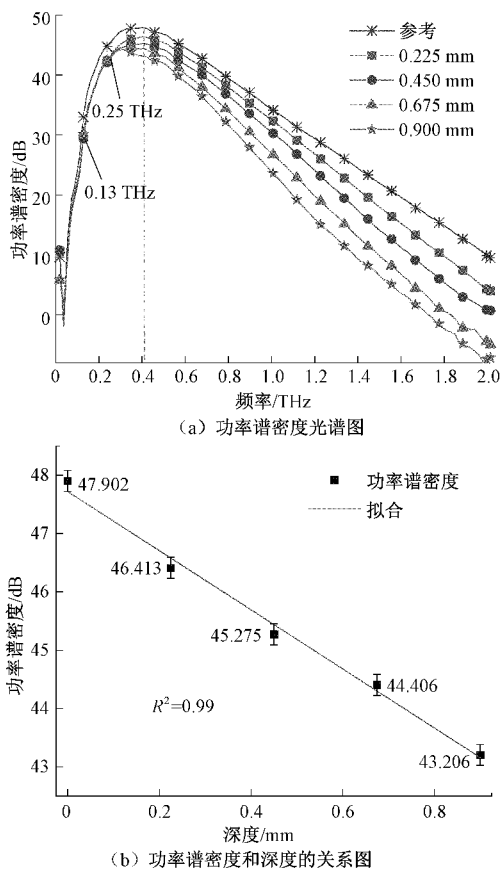 50
40
30
20
10
0
功率谱密度/dB
参考
0.225 mm
0.450 mm
0.675 mm
0,900 mm
0.25 THz
0.13 THz
0 0.2 0.4 0.6 0.8 1.0 1.2 1.4 1.6 1.8 2.0
频率/THz
(a) 功率谱密度光谱图
48
47
46
45
44
43
功率谱密度/dB
功率谱密度
拟合
47.902
46.413
45.275
44.406
43.206
R²=0.99
0 0.2 0.4 0.6 0.8
深度/mm
(b) 功率谱密度和深度的关系图